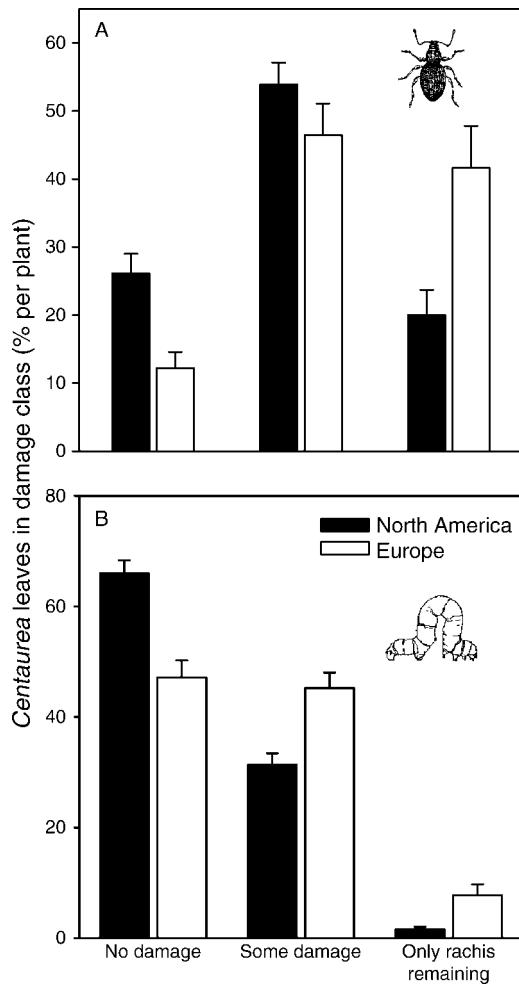 Centaurea leaves in damage class (% per plant)
A
60
50
40
30
20
10
0
B
80
60
40
20
0
North America
Europe
No damage
Some damage
Only rachis
remaining